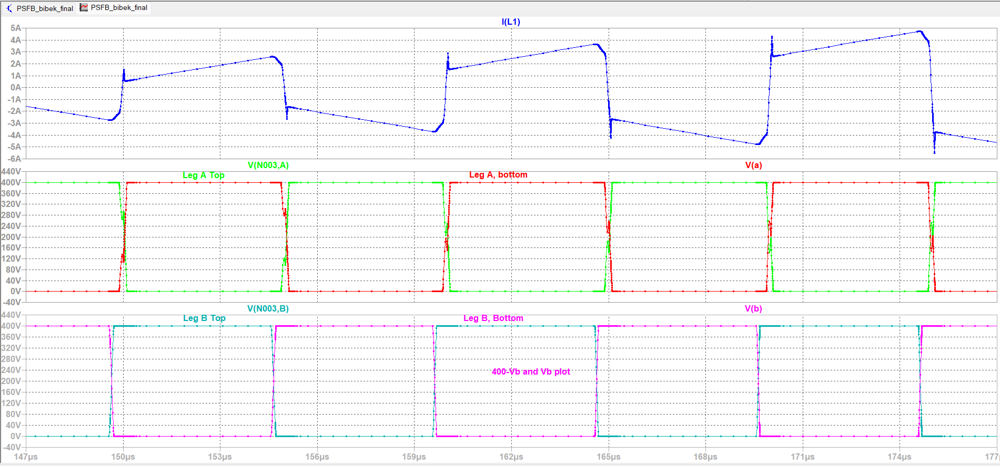 PSFB_bibek_final PSFB_bibek_final
I(L1)
5A
4A
3A
2A
1A
0A
-1A
-2A
-3A
-4A
-5A
-6A
V(N003,A) V(a)
440V
Leg A Top Leg A, bottom
400V
360V
320V
280V
240V
200V
160V
120V
80V
40V
0V
-40V
V(N003,B) V(b)
440V
Leg B Top Leg B, Bottom
400V
360V
320V
280V
240V
400-Vb and Vb plot
200V
160V
120V
80V
40V
0V
-40V
147µs 150µs 153µs 156µs 159µs 162µs 165µs 168µs 171µs 174µs 177